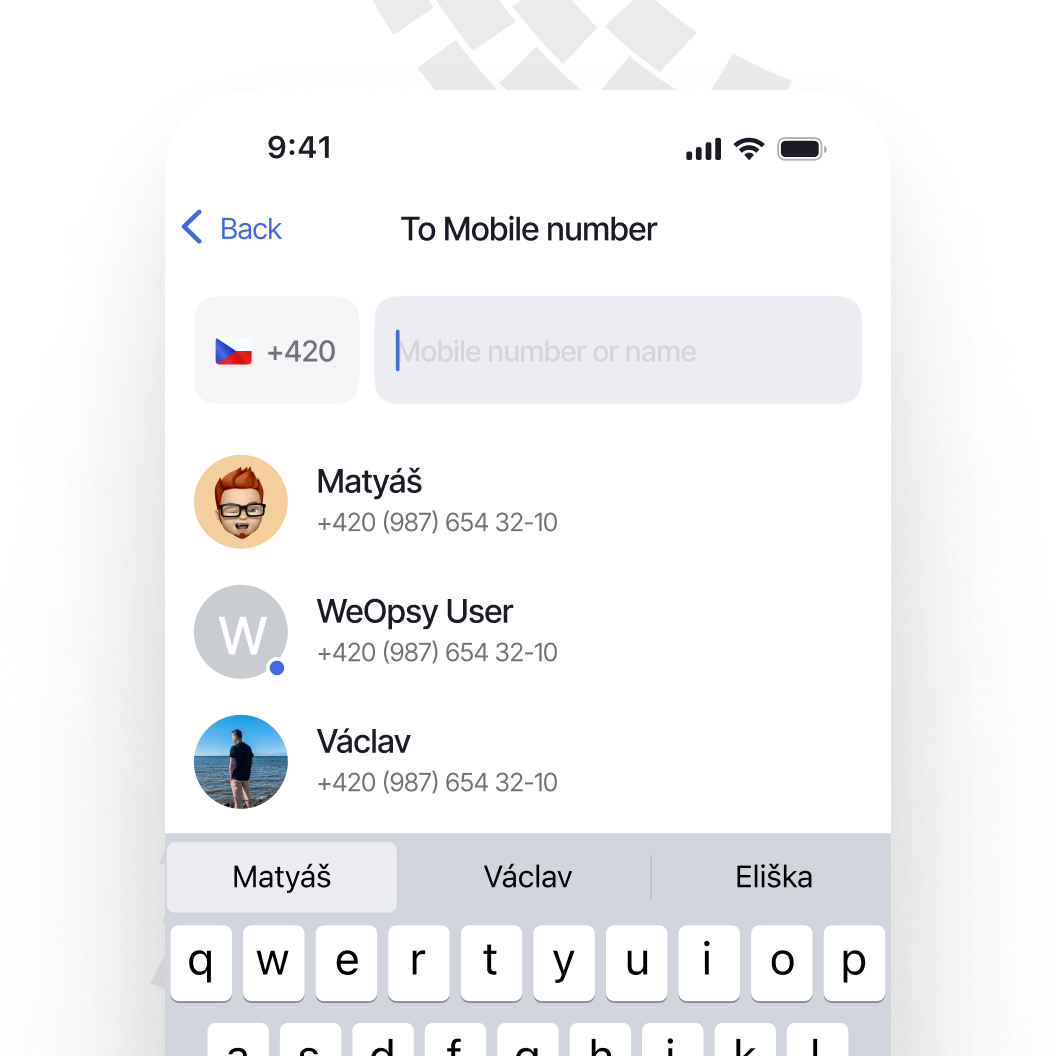 9:41
Back
To Mobile number
+420
Mobile number or name
Matyáš
+420 (987) 654 32-10
W
WeOpsy User
+420 (987) 654 32-10
Václav
+420 (987) 654 32-10
Matyáš Václav Eliška
q w e r t y u i o p
a s d f g h j k l